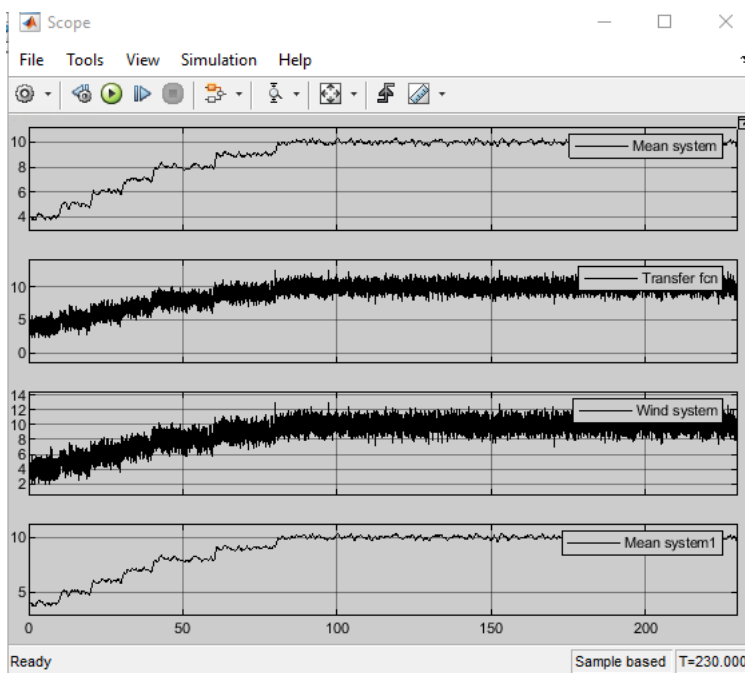 Scope
File Tools View Simulation Help
10
8
6
4
Mean system
10
5
0
Transfer fcn
14
12
10
8
6
4
2
Wind system
10
5
Mean system1
0 50 100 150 200
Ready Sample based T=230.000